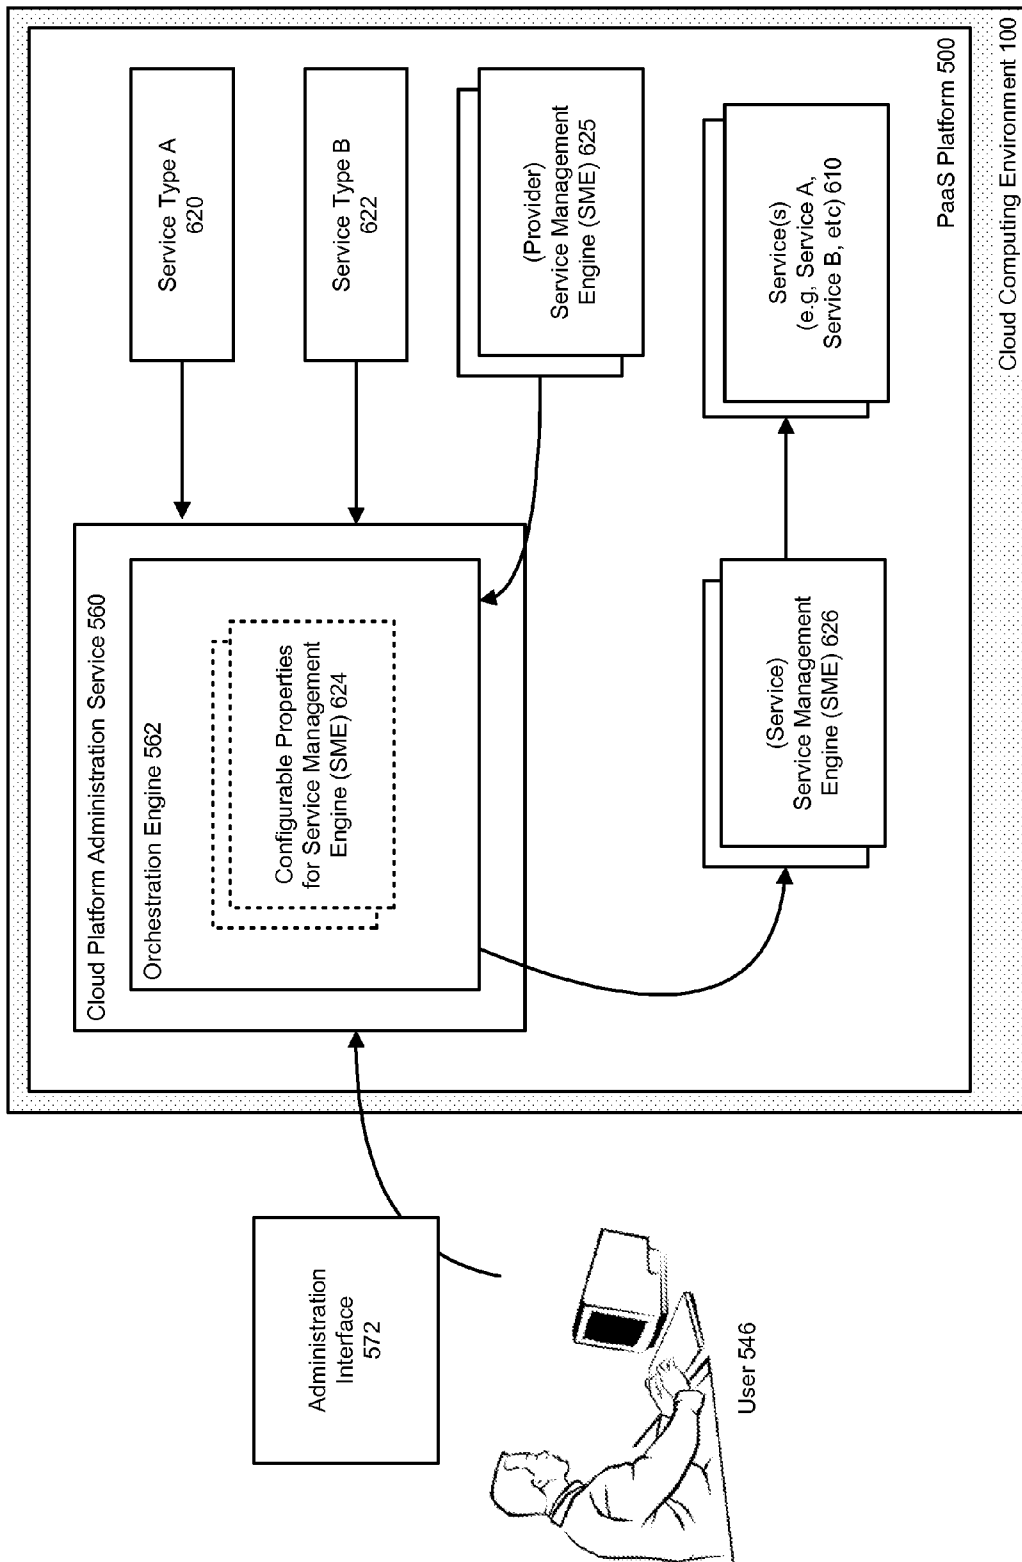 Cloud Platform Administration Service 560
Orchestration Engine 562
Configurable Properties
for Service Management
Engine (SME) 624
Service Type A
620
Service Type B
622
(Provider)
Service Management
Engine (SME) 625
Administration
Interface
572
User 546
(Service)
Service Management
Engine (SME) 626
Service(s)
(e.g, Service A,
Service B, etc) 610
PaaS Platform 500
Cloud Computing Environment 100